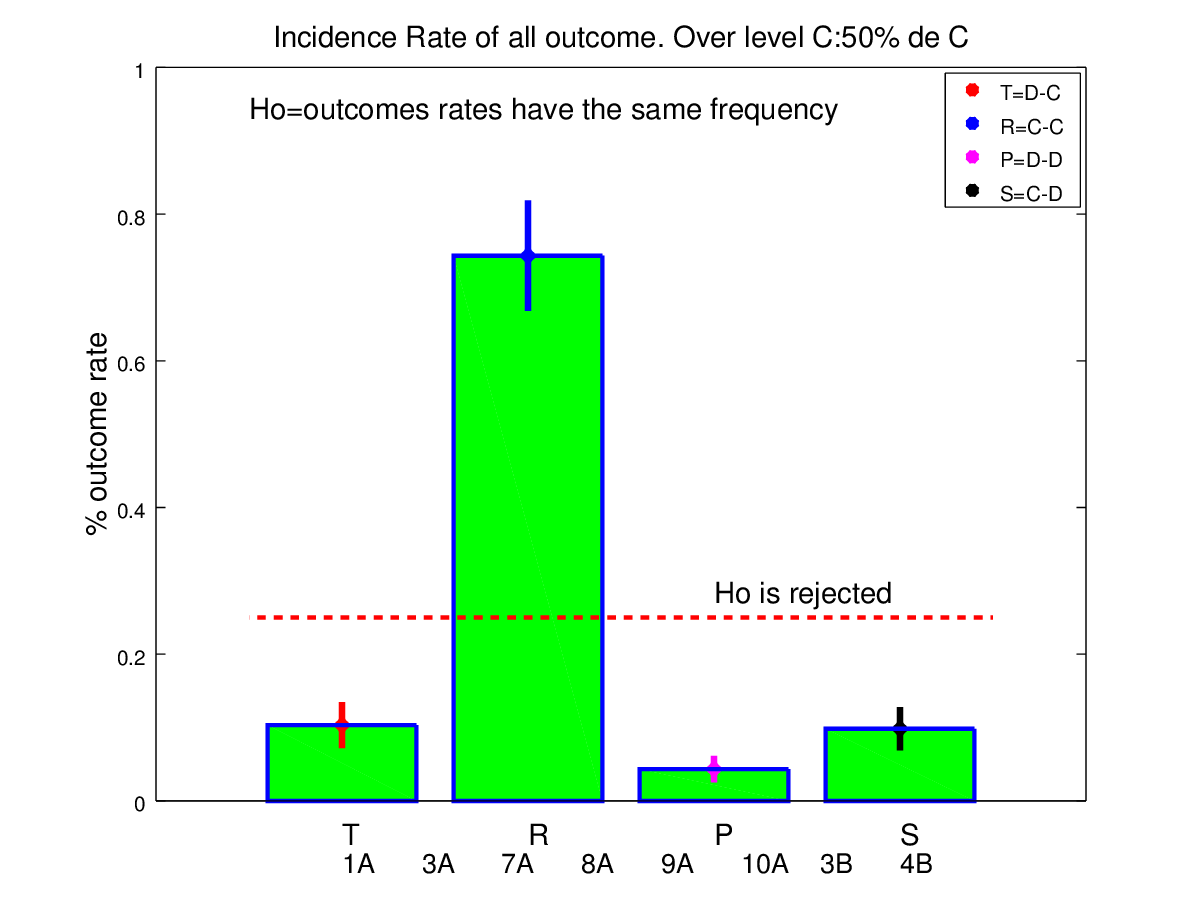 Incidence Rate of all outcome. Over level C:50% de C
Ho=outcomes rates have the same frequency
T=D-C
R=C-C
P=D-D
S=C-D
% outcome rate
1
0.8
0.6
0.4
0.2
0
Ho is rejected
T R P S
1A 3A 7A 8A 9A 10A 3B 4B